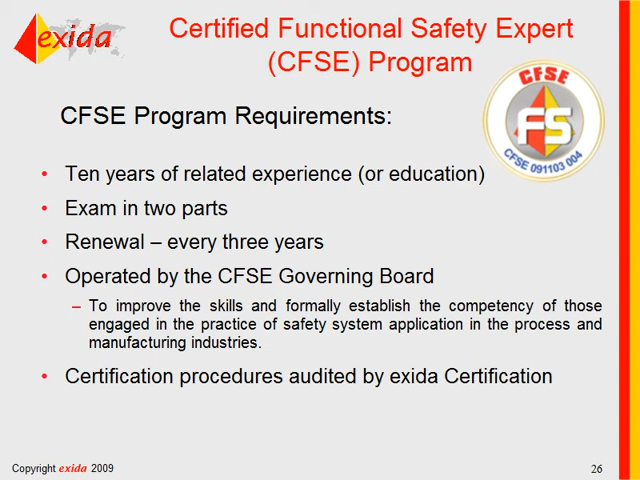 exida
Certified Functional Safety Expert
(CFSE) Program
CFSE
FS
CFSE 091103 004
CFSE Program Requirements:
• Ten years of related experience (or education)
• Exam in two parts
• Renewal – every three years
• Operated by the CFSE Governing Board
– To improve the skills and formally establish the competency of those
engaged in the practice of safety system application in the process and
manufacturing industries.
• Certification procedures audited by exida Certification
Copyright exida 2009
26